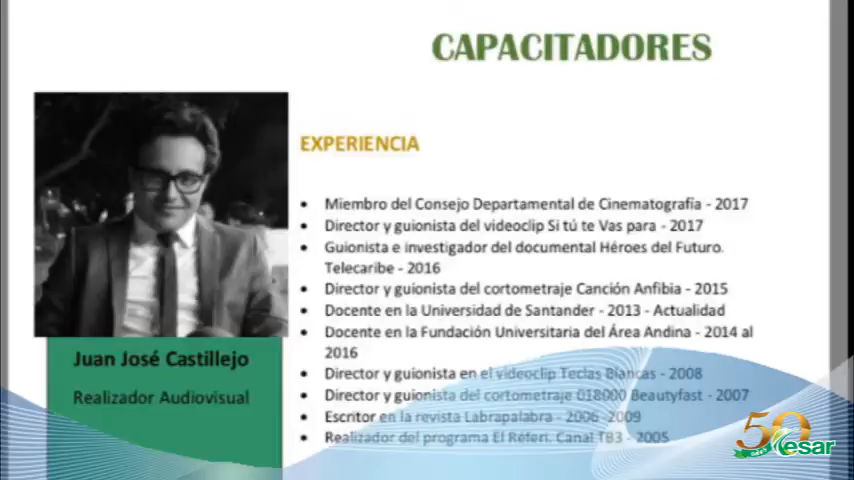 CAPACITADORES
EXPERIENCIA
• Miembro del Consejo Departamental de Cinematografía - 2017
• Director y guionista del videoclip Si tú te Vas para - 2017
• Guionista e investigador del documental Héroes del Futuro.
Telecaribe - 2016
• Director y guionista del cortometraje Canción Anfibia - 2015
• Docente en la Universidad de Santander - 2013 - Actualidad
• Docente en la Fundación Universitaria del Área Andina - 2014 al
2016
• Director y guionista en el videoclip Teclas Blancas - 2008
• Director y guionista del cortometraje 018000 Beautyfast - 2007
• Escritor en la revista Labrapalabra - 2006 -2009
• Realizador del programa El Réferi. Canal TB3 - 2005
Juan José Castillejo
Realizador Audiovisual
50
Cesar